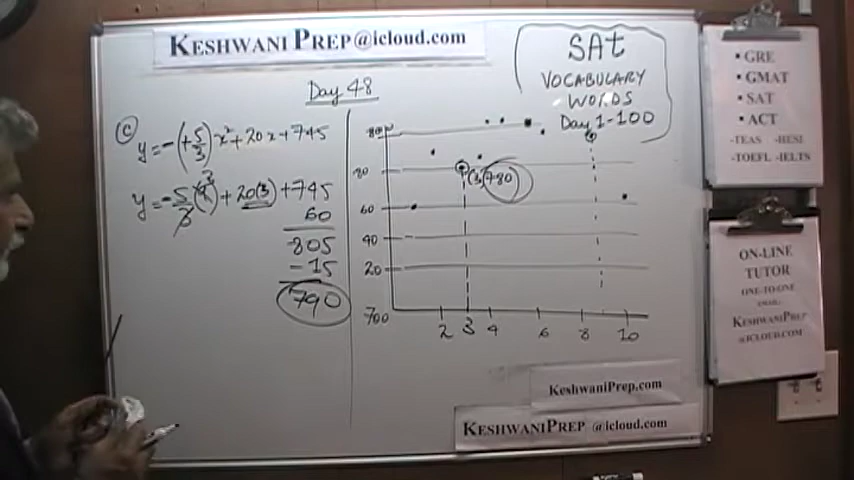 KESHWANI PREP@icloud.com
Day 48
SAt
VOCABULARY
WORDS
Day 1-100
C
y=-(+5/3)x²+20x+745
y=-5/3(9)+20(3)+745
60
805
-15
790
80
60
40
20
700
(3,780)
2 3 4 6 8 10
• GRE
• GMAT
• SAT
• ACT
-TEAS -HESI
-TOEFL -IELTS
ON-LINE
TUTOR
ONE-TO-ONE
KESHWANIPREP
@ICLOUD.COM
KeshwaniPrep.com
KESHWANIPREP @icloud.com